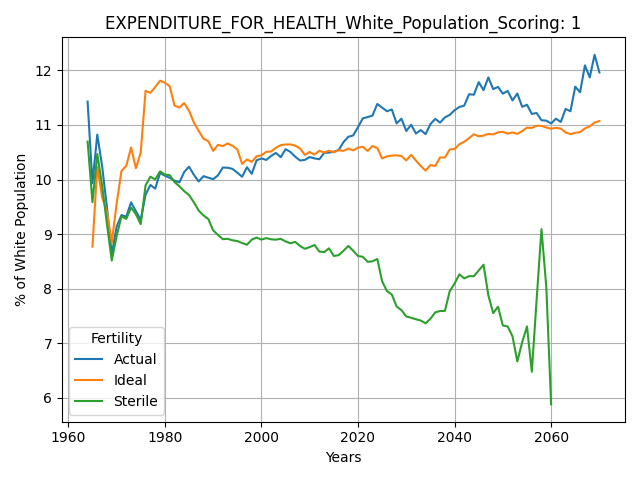 EXPENDITURE_FOR_HEALTH_White_Population_Scoring: 1
% of White Population
12
11
10
9
8
7
6
Fertility
Actual
Ideal
Sterile
1960
1980
2000
2020
2040
2060
Years